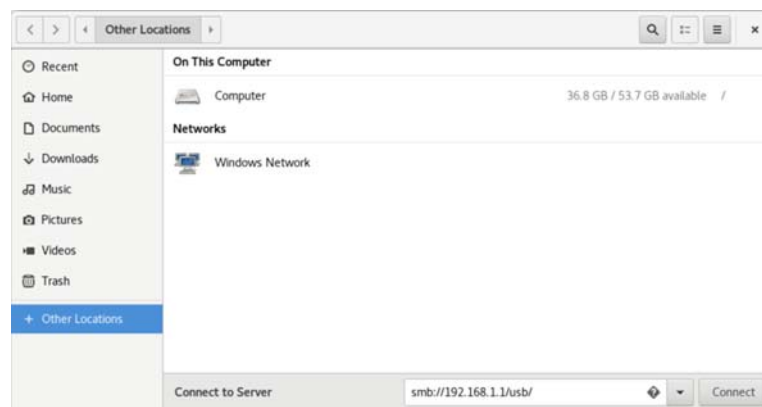 Other Locations
Recent
Home
Documents
Downloads
Music
Pictures
Videos
Trash
+ Other Locations
On This Computer
Computer 36.8 GB / 53.7 GB available /
Networks
Windows Network
Connect to Server smb://192.168.1.1/usb/ Connect